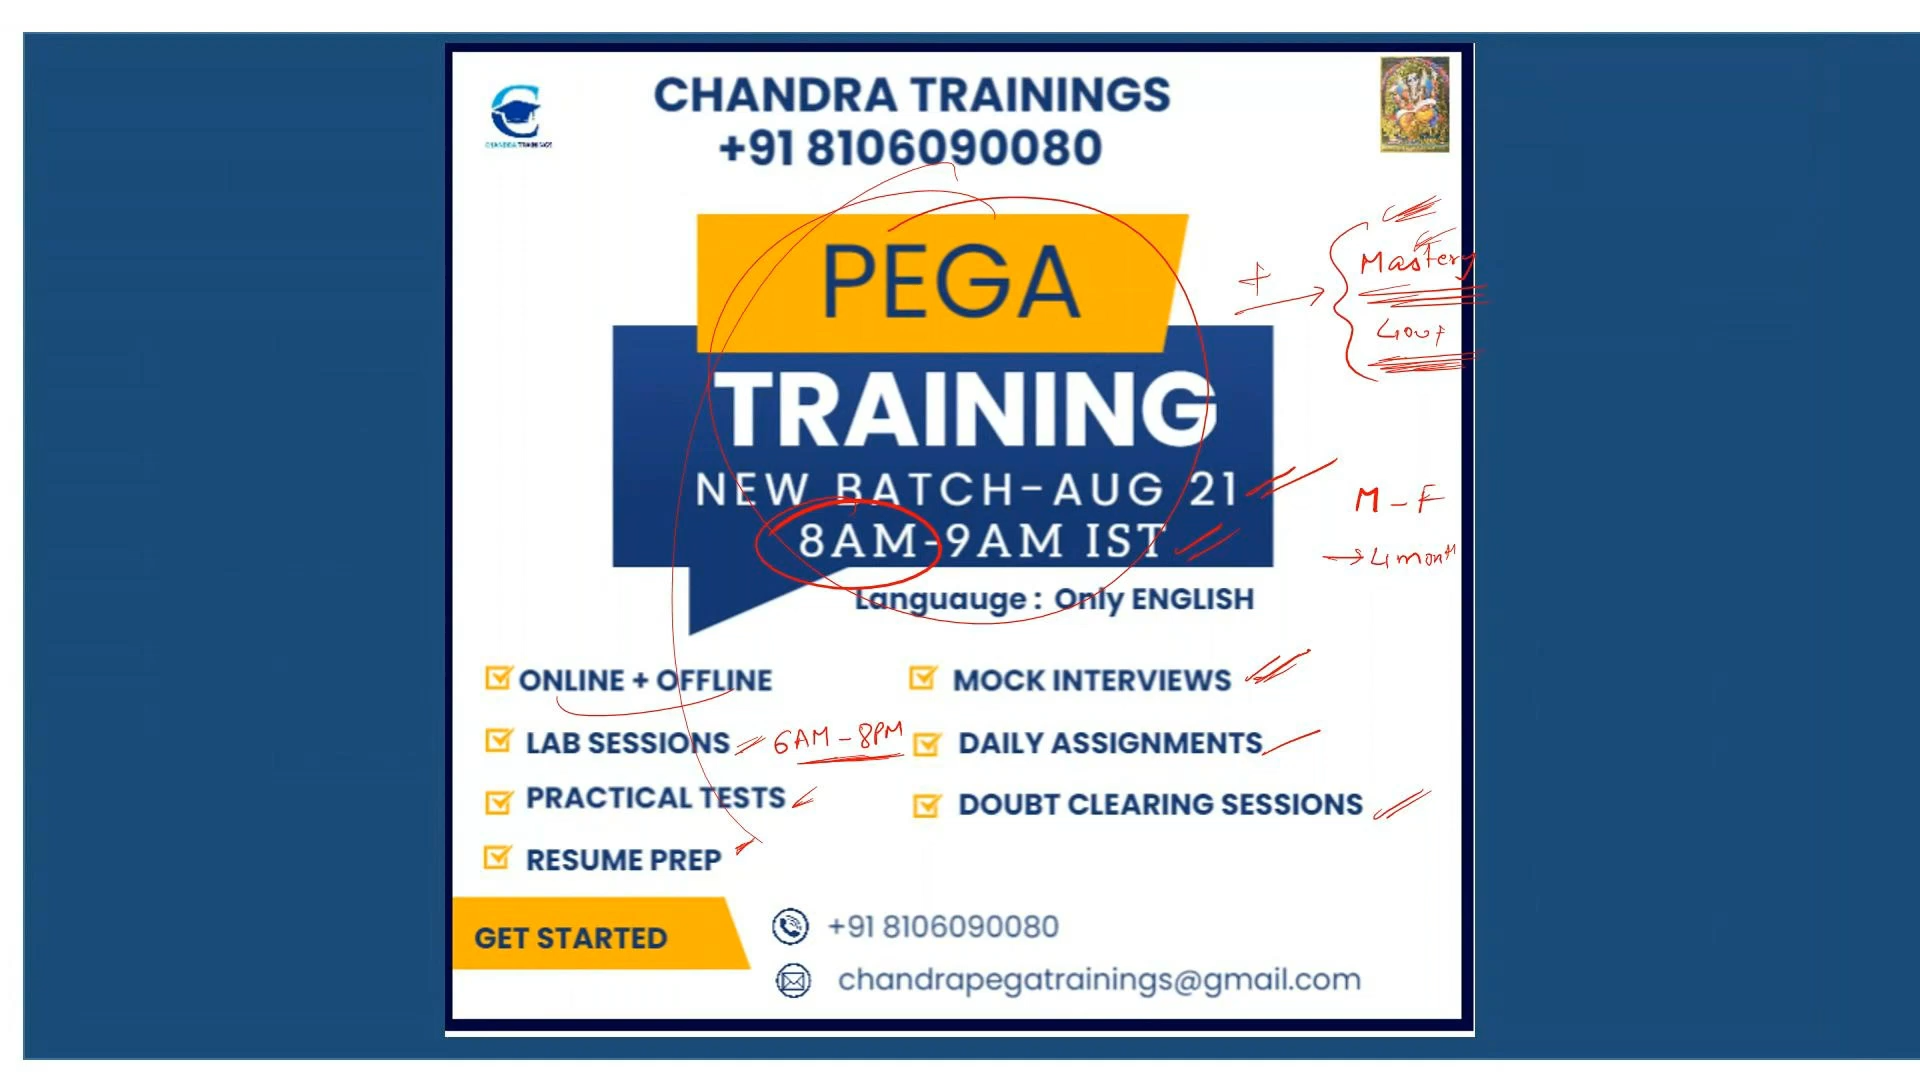 CHANDRA TRAININGS
CHANDRA TRAININGS
+91 8106090080
PEGA
TRAINING
NEW BATCH-AUG 21
8AM-9AM IST
Languauge : Only ENGLISH
+
Mastery
M - F
→ 4 month
ONLINE + OFFLINE
MOCK INTERVIEWS
LAB SESSIONS
6AM - 8PM
DAILY ASSIGNMENTS
PRACTICAL TESTS
DOUBT CLEARING SESSIONS
RESUME PREP
GET STARTED
+91 8106090080
chandrapegatrainings@gmail.com